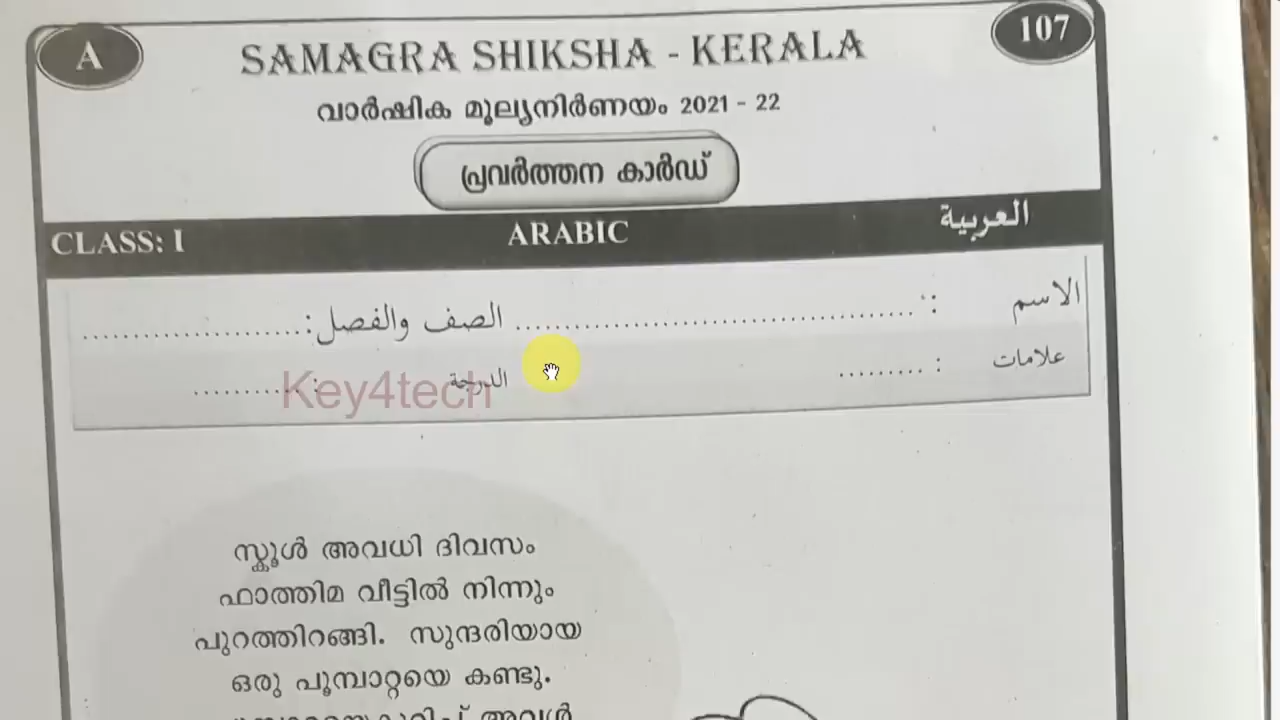 A
107
SAMAGRA SHIKSHA - KERALA
വാർഷിക മൂല്യനിർണയം 2021 - 22
പ്രവർത്തന കാർഡ്
CLASS: I ARABIC العربية
الاسم : ........................................ الصف والفصل : ......................
علامات : ......... الدرجة : ...........
Key4tech
സ്കൂൾ അവധി ദിവസം
ഫാത്തിമ വീട്ടിൽ നിന്നും
പുറത്തിറങ്ങി. സുന്ദരിയായ
ഒരു പൂമ്പാറ്റയെ കണ്ടു.
അവൾ